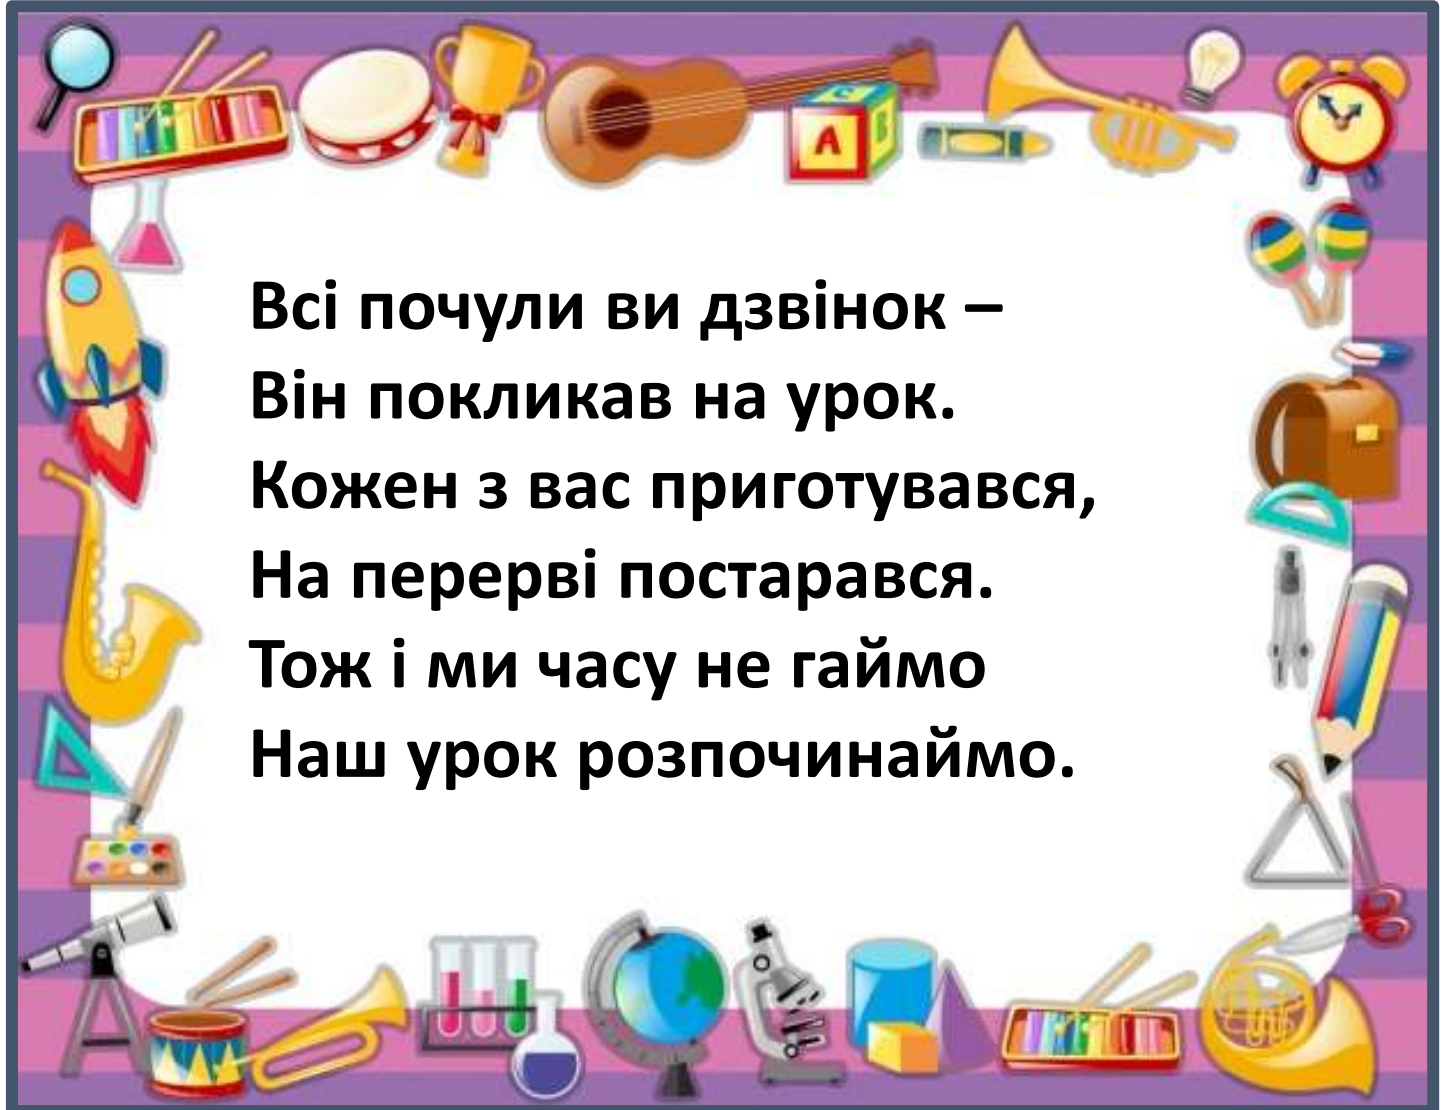 Всі почули ви дзвінок –
Він покликав на урок.
Кожен з вас приготувався,
На перерві постарався.
Тож і ми часу не гаймо
Наш урок розпочинаймо.
A
B
C